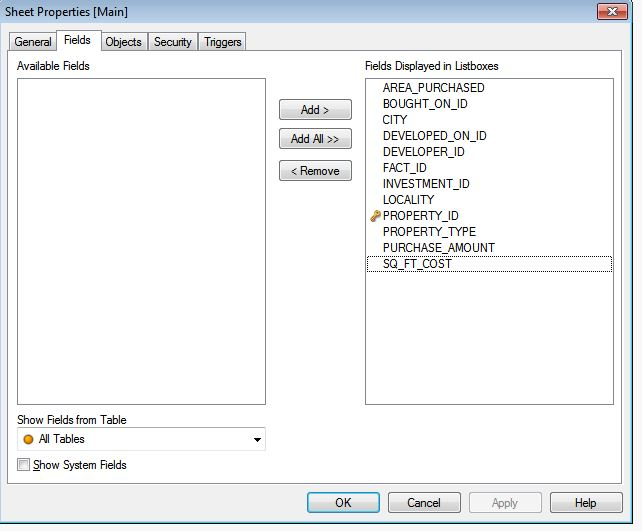 Sheet Properties [Main]
General Fields Objects Security Triggers
Available Fields
Fields Displayed in Listboxes
Add >
Add All >>
< Remove
AREA_PURCHASED
BOUGHT_ON_ID
CITY
DEVELOPED_ON_ID
DEVELOPER_ID
FACT_ID
INVESTMENT_ID
LOCALITY
PROPERTY_ID
PROPERTY_TYPE
PURCHASE_AMOUNT
SQ_FT_COST
Show Fields from Table
All Tables
Show System Fields
OK Cancel Apply Help